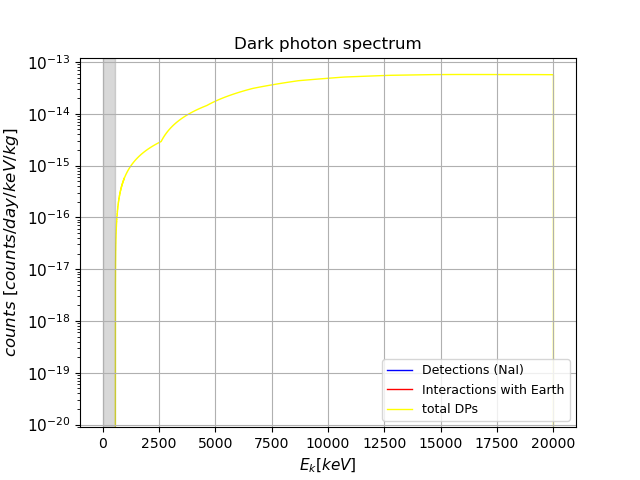 Dark photon spectrum
counts [counts/day/keV/kg]
10⁻¹³
10⁻¹⁴
10⁻¹⁵
10⁻¹⁶
10⁻¹⁷
10⁻¹⁸
10⁻¹⁹
10⁻²⁰
Detections (NaI)
Interactions with Earth
total DPs
0 2500 5000 7500 10000 12500 15000 17500 20000
Eₖ[keV]